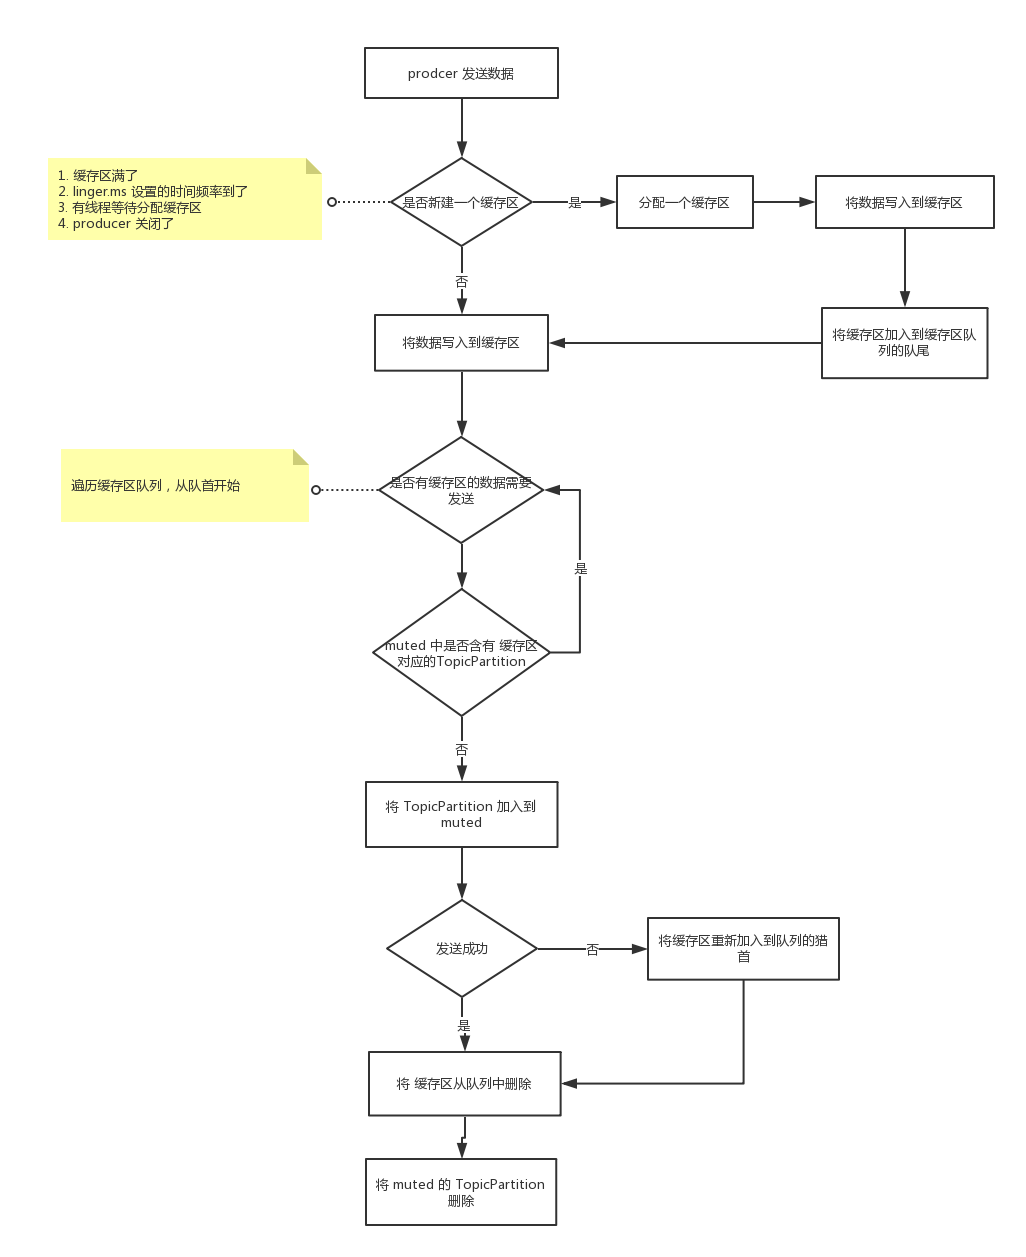 prodcer 发送数据
1. 缓存区满了
2. linger.ms 设置的时间频率到了
3. 有线程等待分配缓存区
4. producer 关闭了
是否新建一个缓存区
是
分配一个缓存区
将数据写入到缓存区
否
将缓存区加入到缓存区队
列的队尾
将数据写入到缓存区
遍历缓存区队列，从队首开始
是否有缓存区的数据需要
发送
是
muted 中是否含有 缓存区
对应的TopicPartition
否
将 TopicPartition 加入到
muted
发送成功
否
将缓存区重新加入到队列的猎
首
是
将 缓存区从队列中删除
将 muted 的 TopicPartition
删除